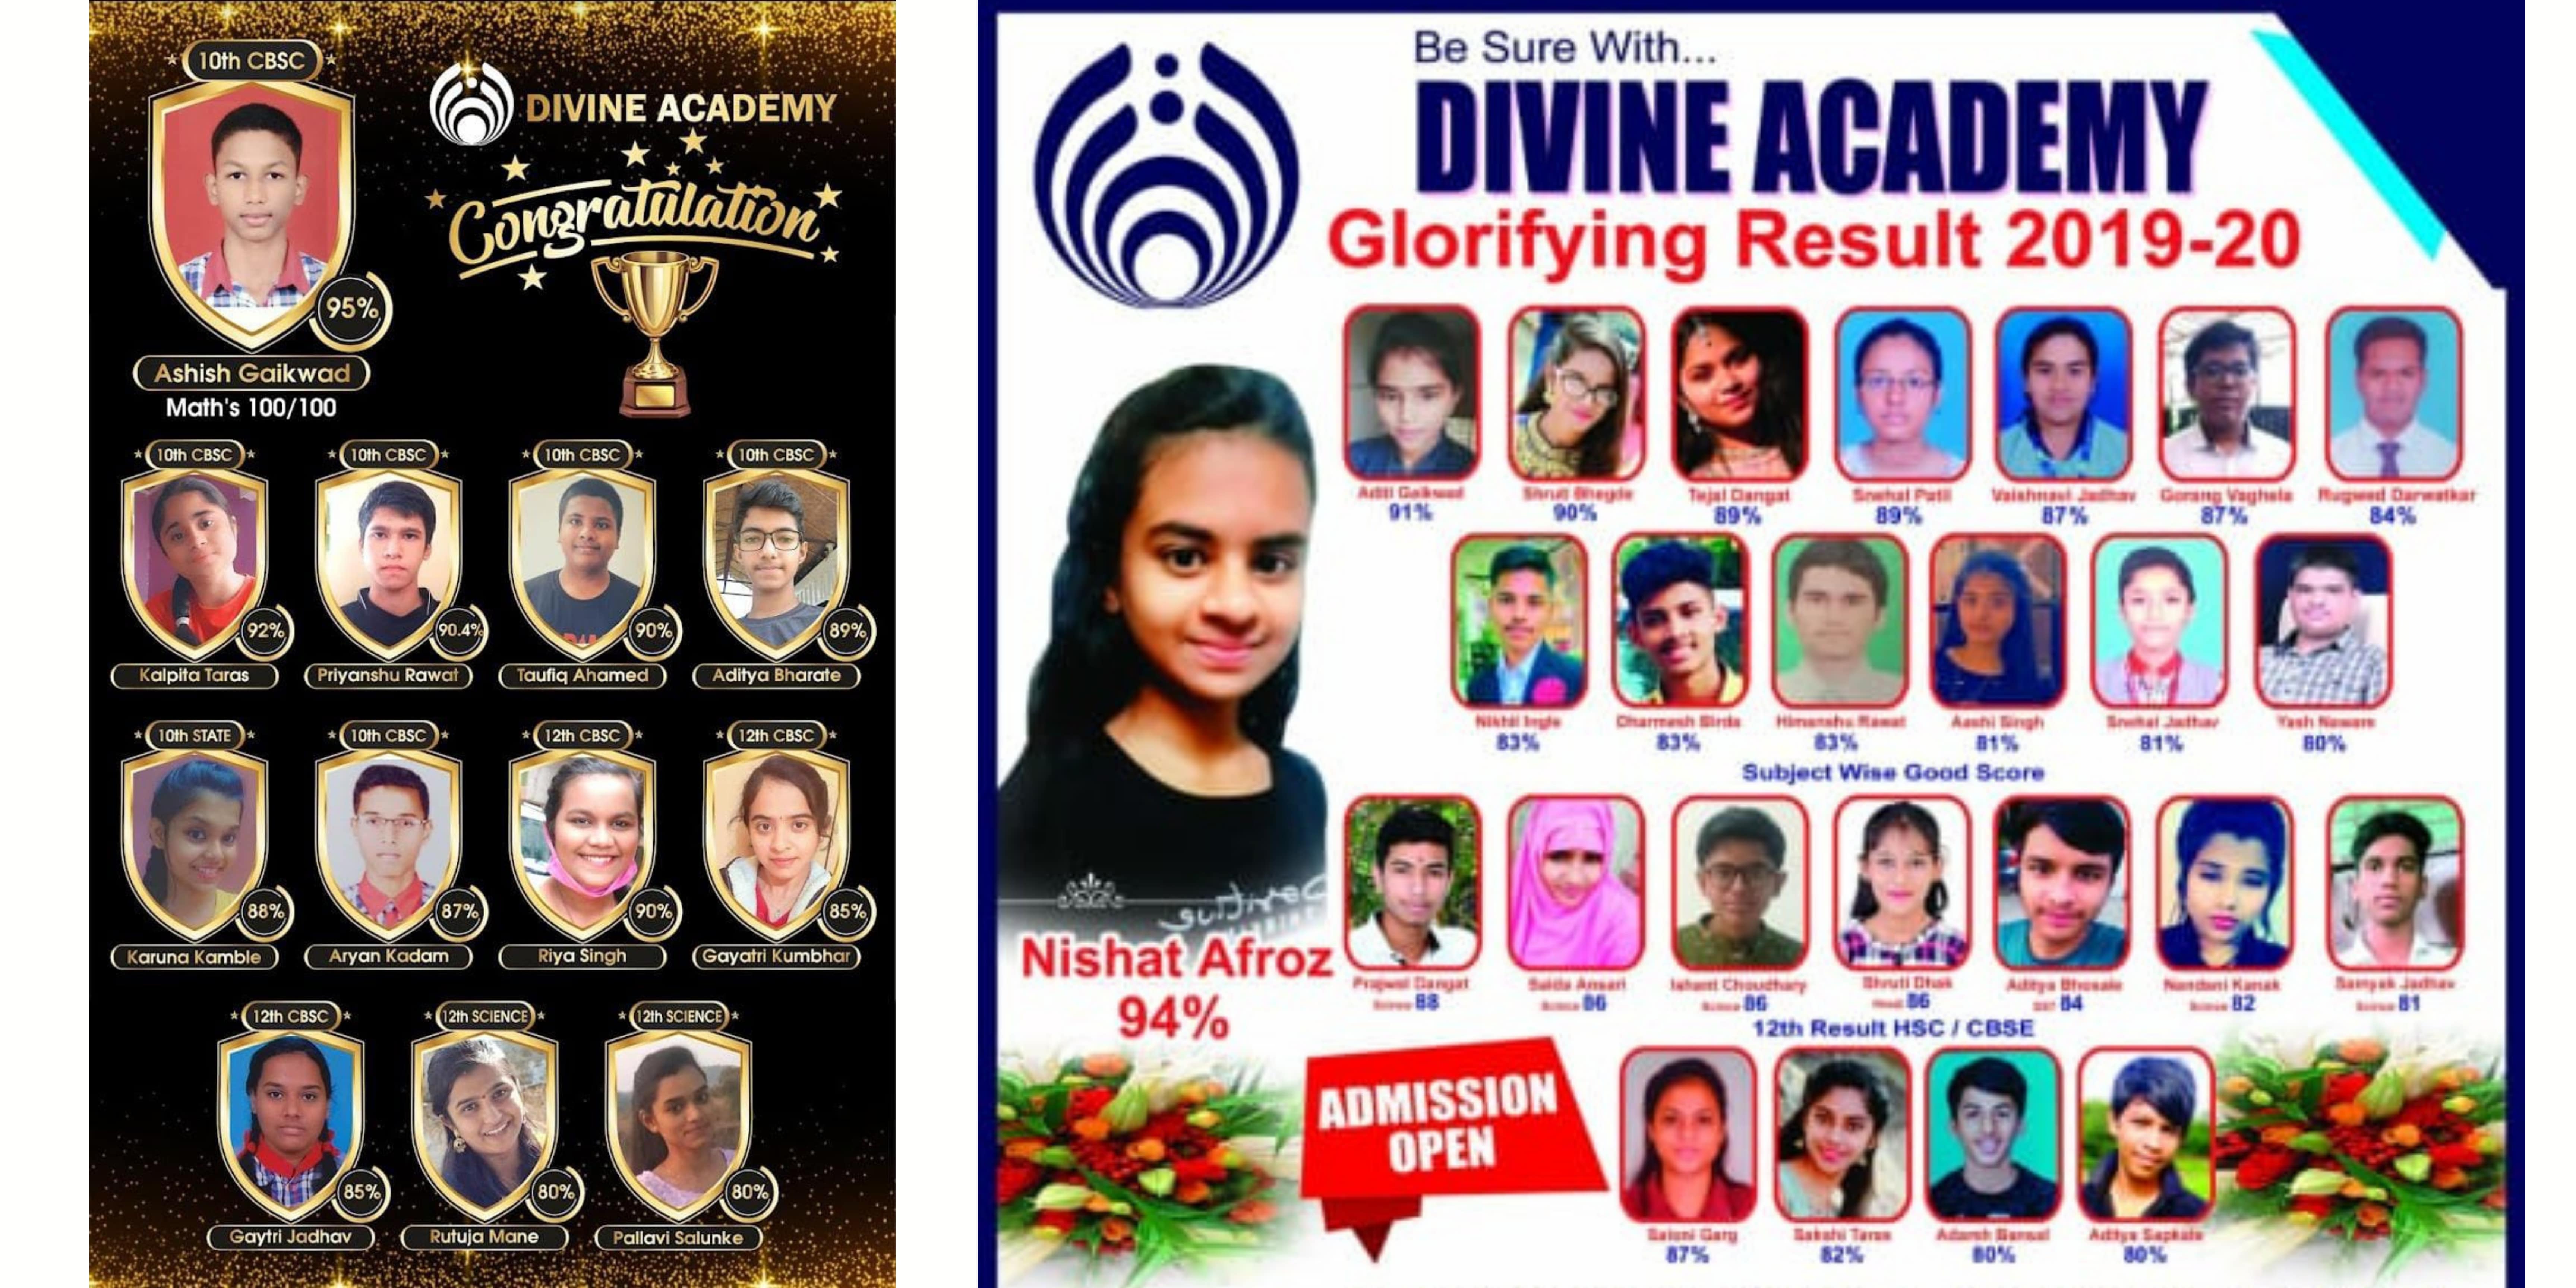 10th CBSC
DIVINE ACADEMY
Congratulation
95%
Ashish Gaikwad
Math's 100/100
10th CBSC 10th CBSC 10th CBSC 10th CBSC
92% 90.4% 90% 89%
Kalpita Taras Priyanshu Rawat Taufiq Ahamed Aditya Bharate
10th STATE 10th CBSC 12th CBSC 12th CBSC
88% 87% 90% 85%
Karuna Kamble Aryan Kadam Riya Singh Gayatri Kumbhar
12th CBSC 12th SCIENCE 12th SCIENCE
85% 80% 80%
Gaytri Jadhav Rutuja Mane Pallavi Salunke
Be Sure With...
DIVINE ACADEMY
Glorifying Result 2019-20
Aditi Gaikwad Shruti Bhegde Tejal Dangat Snehal Patil Vaishnavi Jadhav Gorang Vaghela Rugwed Darwatkar
91% 90% 89% 89% 87% 87% 84%
Nikhil Ingle Dharmesh Birda Himanshu Rawat Aashi Singh Snehal Jadhav Yash Naware
83% 83% 83% 81% 81% 80%
Subject Wise Good Score
Nishat Afroz
94%
Prajwal Dangat Saida Ansari Ishant Choudhary Shruti Dhak Aditya Bhosale Nandani Kanak Samyak Jadhav
88 86 86 86 84 82 81
12th Result HSC / CBSE
ADMISSION
OPEN
Saloni Garg Sakshi Taras Adarsh Bansal Aditya Sapkale
87% 82% 80% 80%